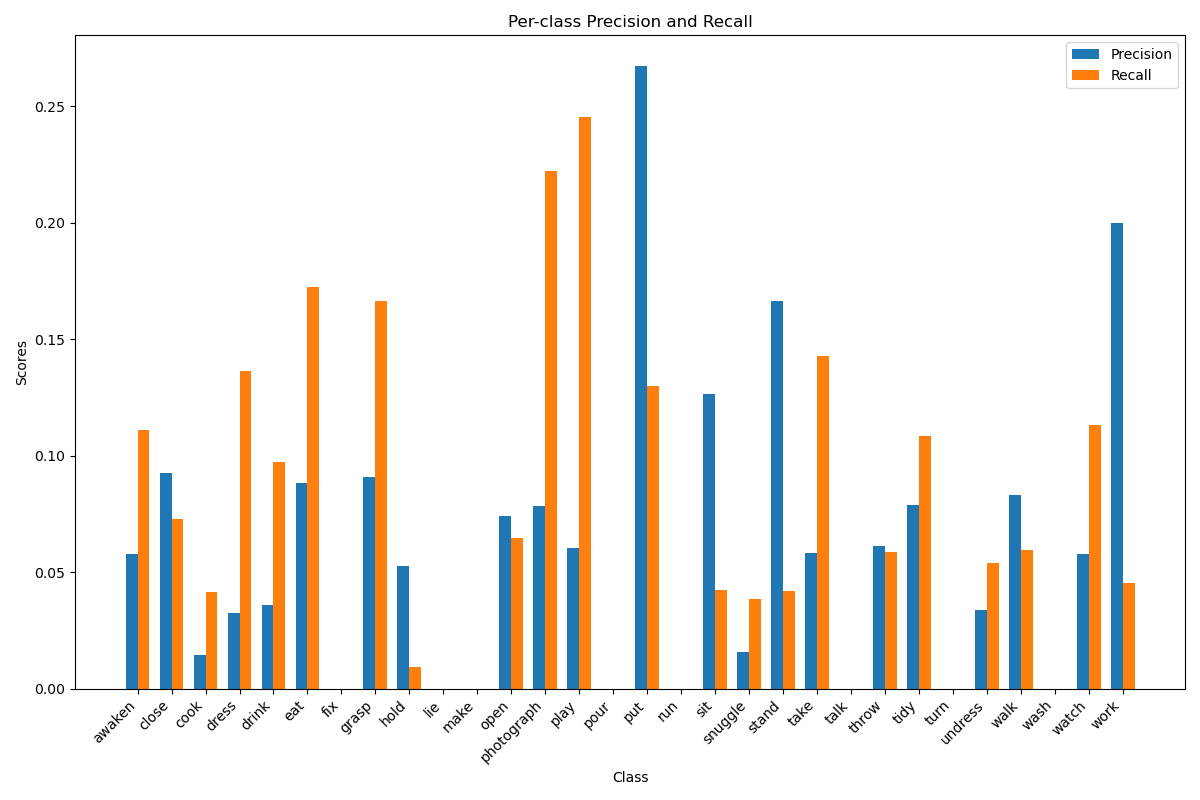 Per-class Precision and Recall
Precision
Recall
0.25
0.20
0.15
0.10
0.05
0.00
Scores
awaken
close
cook
dress
drink
eat
fix
grasp
hold
lie
make
open
photograph
play
pour
put
run
sit
snuggle
stand
take
talk
throw
tidy
turn
undress
walk
wash
watch
work
Class